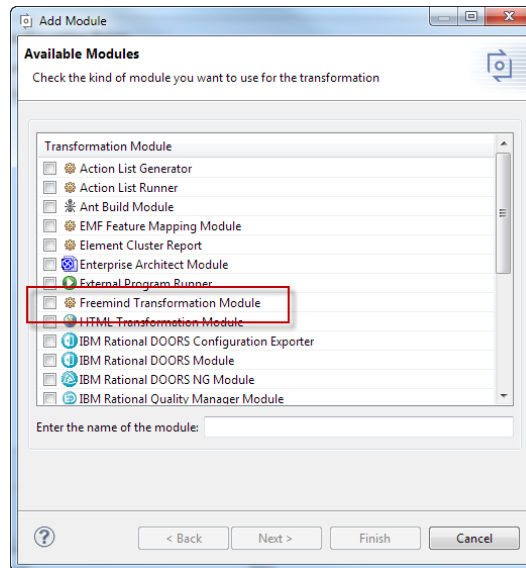 Add Module
Available Modules
Check the kind of module you want to use for the transformation
Transformation Module
Action List Generator
Action List Runner
Ant Build Module
EMF Feature Mapping Module
Element Cluster Report
Enterprise Architect Module
External Program Runner
Freemind Transformation Module
HTML Transformation Module
IBM Rational DOORS Configuration Exporter
IBM Rational DOORS Module
IBM Rational DOORS NG Module
IBM Rational Quality Manager Module
Enter the name of the module:
? < Back Next > Finish Cancel